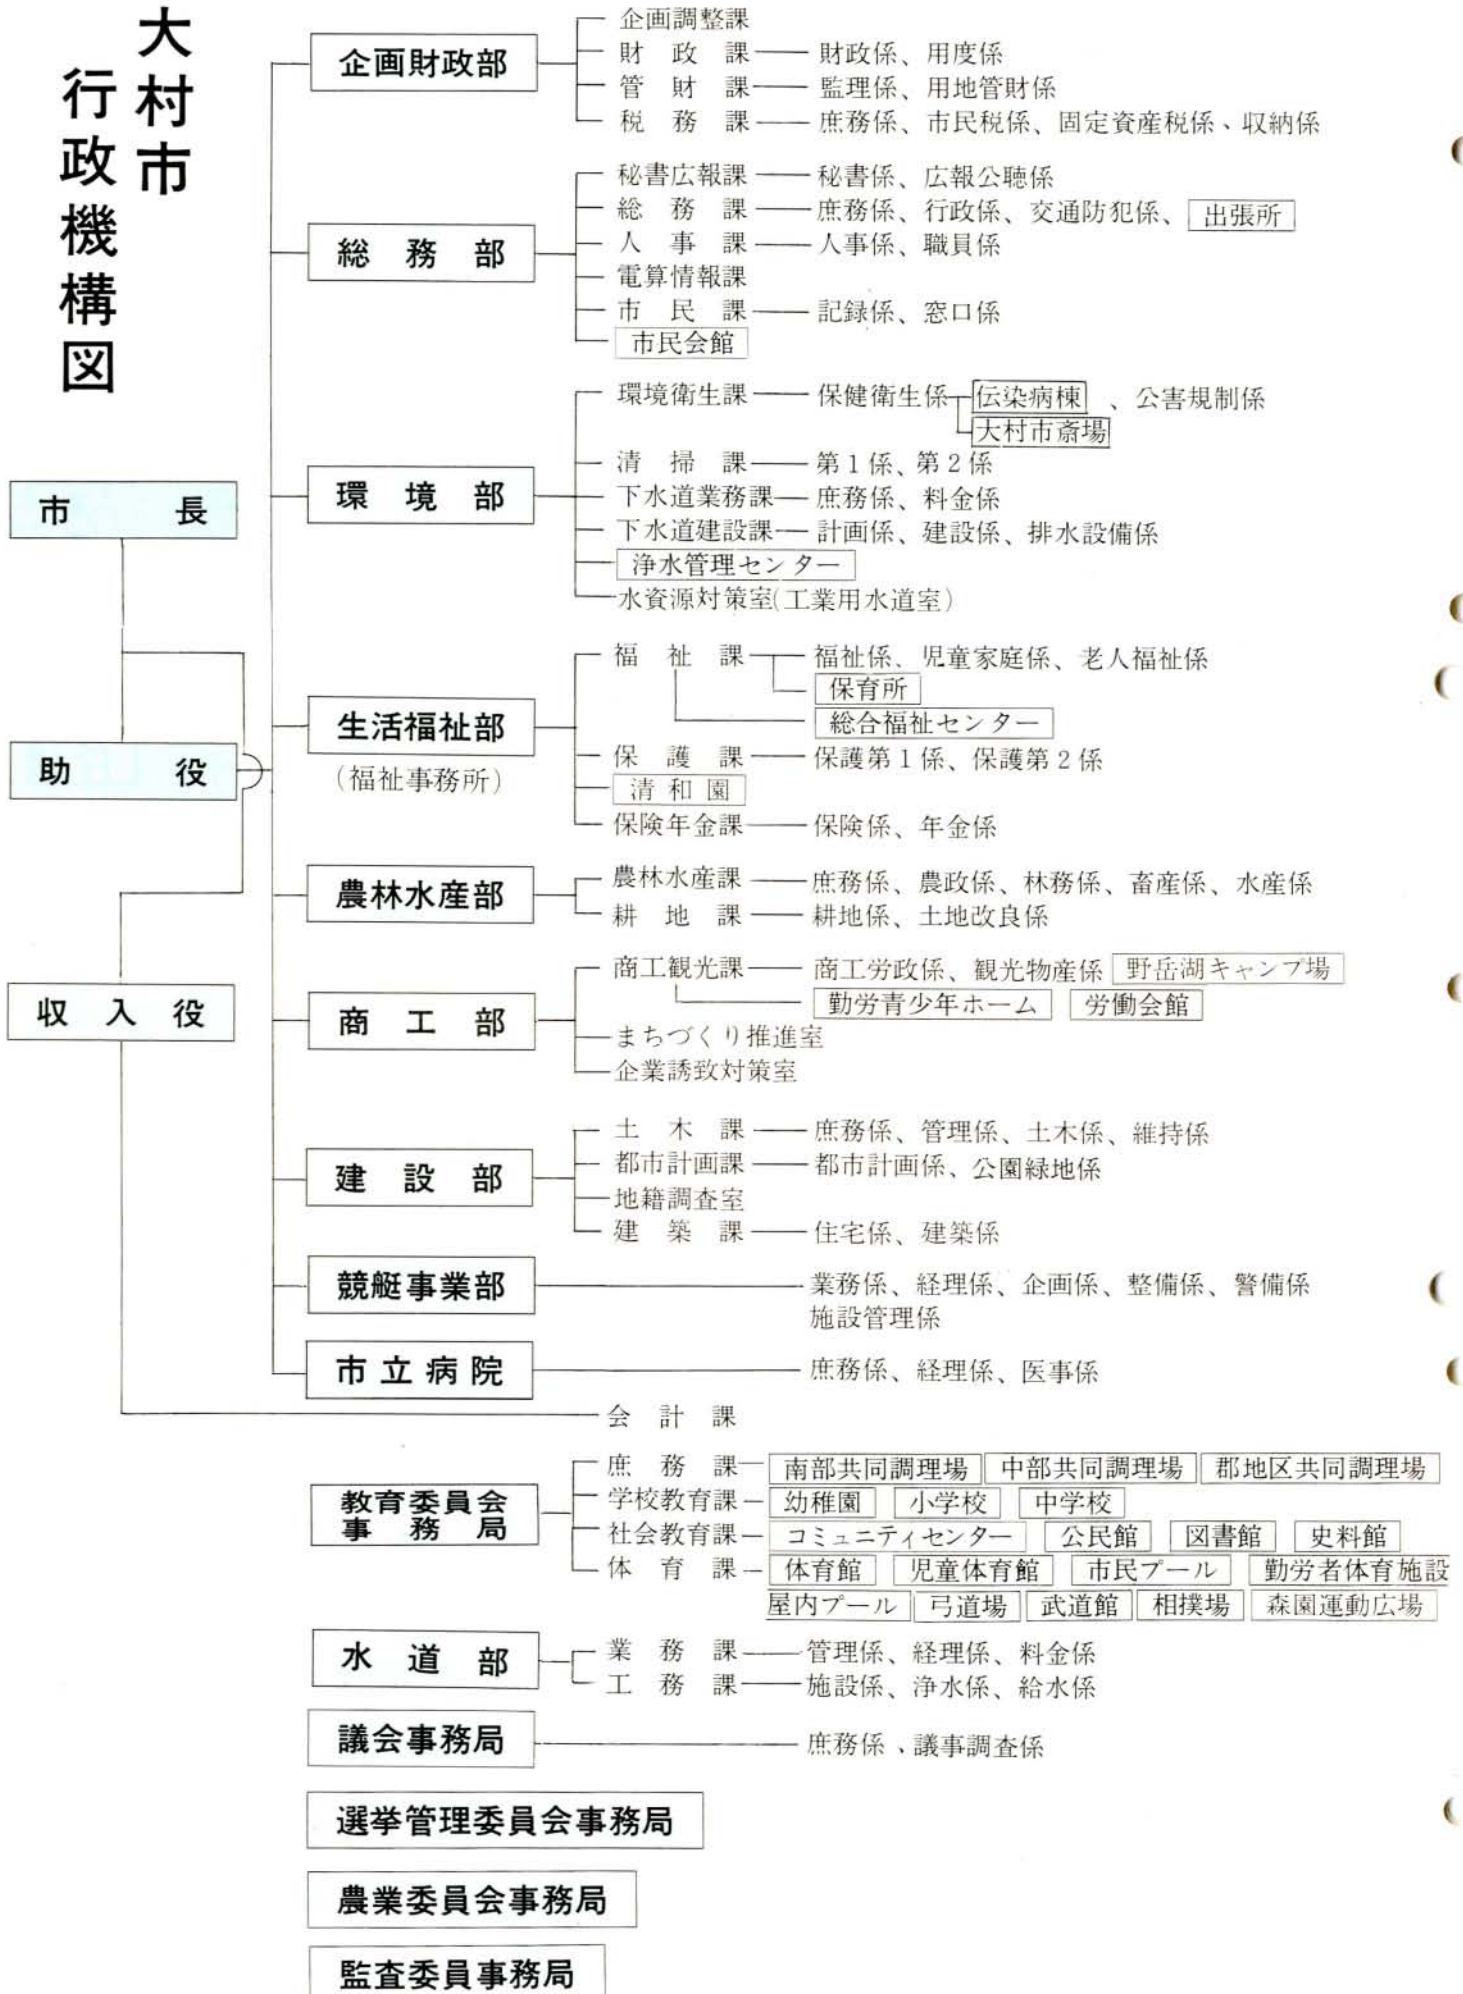 大村市
行政機構図
市長
助役
収入役
企画財政部
企画調整課
財政課 財政係、用度係
管財課 監理係、用地管財係
税務課 庶務係、市民税係、固定資産税係、収納係
総務部
秘書広報課 秘書係、広報公聴係
総務課 庶務係、行政係、交通防犯係、出張所
人事課 人事係、職員係
電算情報課
市民課 記録係、窓口係
市民会館
環境部
環境衛生課 保健衛生係 伝染病棟 、公害規制係
大村市斎場
清掃課 第1係、第2係
下水道業務課 庶務係、料金係
下水道建設課 計画係、建設係、排水設備係
浄水管理センター
水資源対策室(工業用水道室)
生活福祉部
(福祉事務所)
福祉課 福祉係、児童家庭係、老人福祉係
保育所
総合福祉センター
保護課 保護第1係、保護第2係
清和園
保険年金課 保険係、年金係
農林水産部
農林水産課 庶務係、農政係、林務係、畜産係、水産係
耕地課 耕地係、土地改良係
商工部
商工観光課 商工労政係、観光物産係 野岳湖キャンプ場
勤労青少年ホーム 労働会館
まちづくり推進室
企業誘致対策室
建設部
土木課 庶務係、管理係、土木係、維持係
都市計画課 都市計画係、公園緑地係
地籍調査室
建築課 住宅係、建築係
競艇事業部 業務係、経理係、企画係、整備係、警備係
施設管理係
市立病院 庶務係、経理係、医事係
会計課
教育委員会
事務局
庶務課 南部共同調理場 中部共同調理場 郡地区共同調理場
学校教育課 幼稚園 小学校 中学校
社会教育課 コミュニティセンター 公民館 図書館 史料館
体育課 体育館 児童体育館 市民プール 勤労者体育施設
屋内プール 弓道場 武道館 相撲場 森園運動広場
水道部
業務課 管理係、経理係、料金係
工務課 施設係、浄水係、給水係
議会事務局 庶務係、議事調査係
選挙管理委員会事務局
農業委員会事務局
監査委員事務局